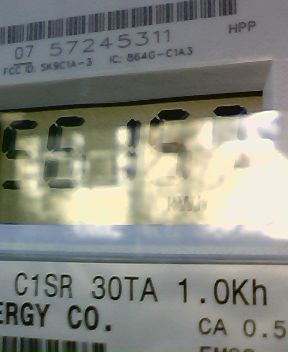 HPP
07 57245311
FCC ID: SK9C1A-3 IC: 864G-C1A3
C1SR 30TA 1.0Kh
ERGY CO.
CA 0.5